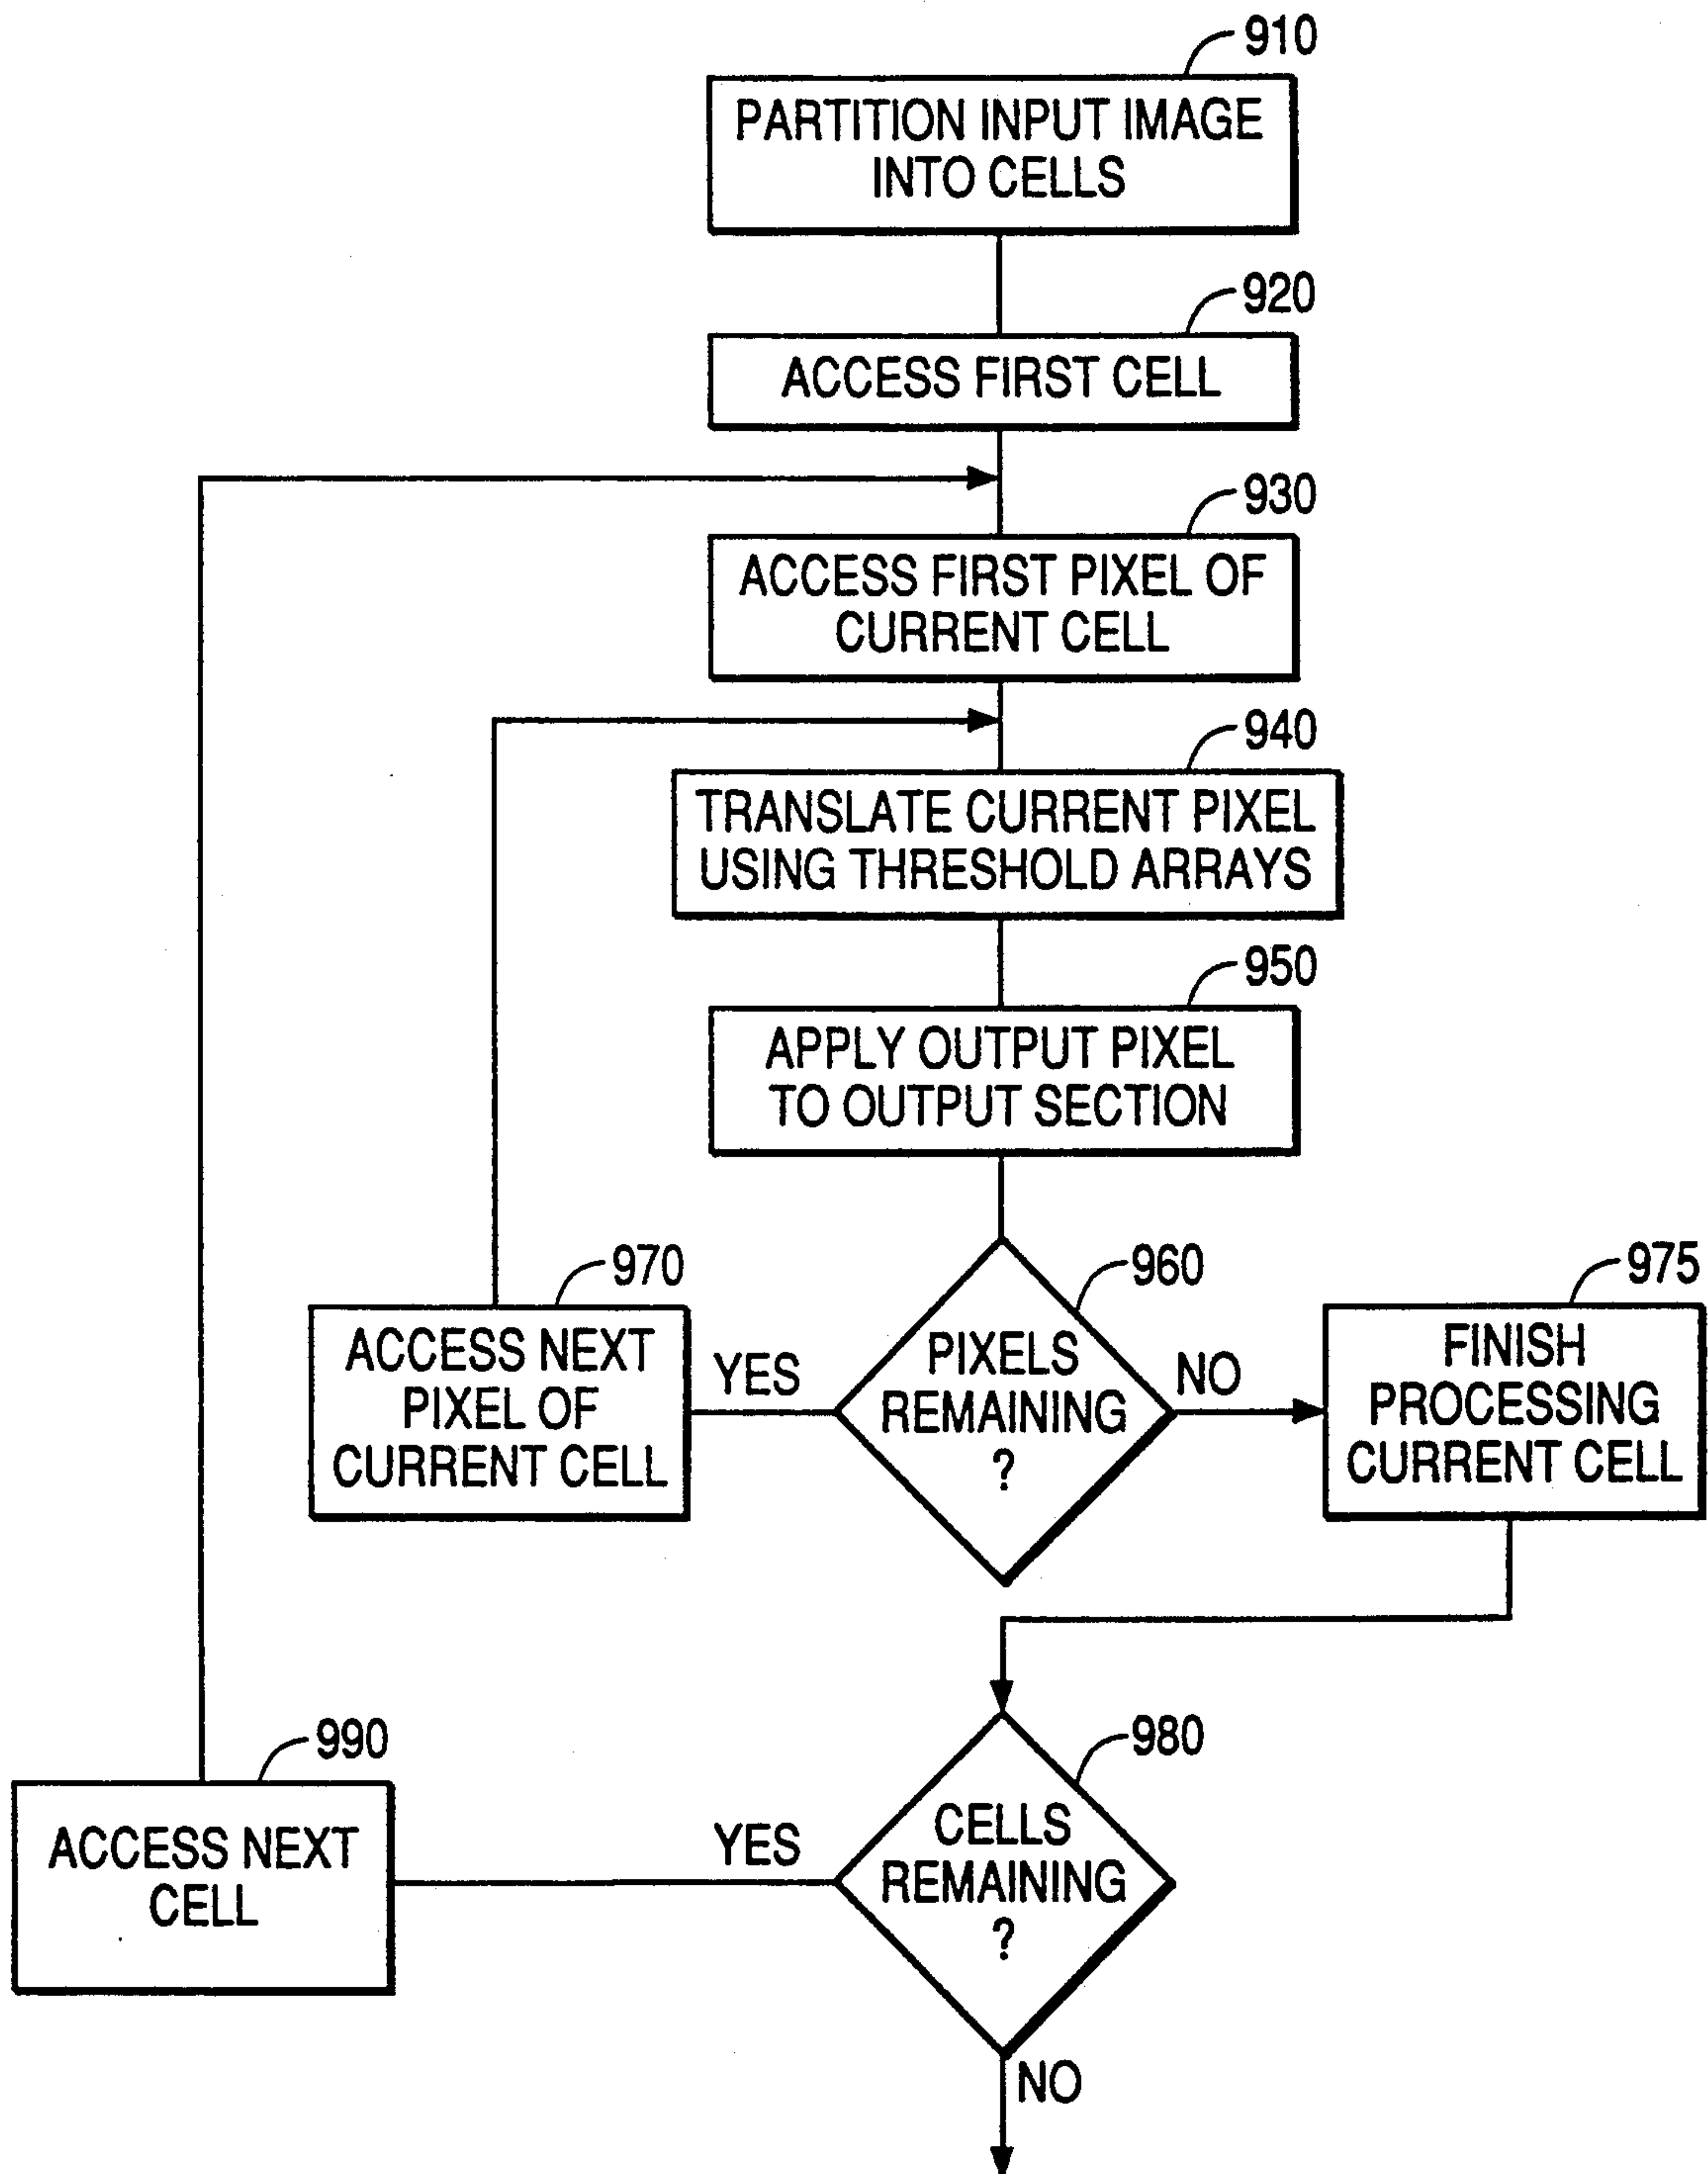 910
PARTITION INPUT IMAGE
INTO CELLS
920
ACCESS FIRST CELL
930
ACCESS FIRST PIXEL OF
CURRENT CELL
940
TRANSLATE CURRENT PIXEL
USING THRESHOLD ARRAYS
950
APPLY OUTPUT PIXEL
TO OUTPUT SECTION
960
PIXELS
REMAINING
?
YES
970
ACCESS NEXT
PIXEL OF
CURRENT CELL
NO
975
FINISH
PROCESSING
CURRENT CELL
980
CELLS
REMAINING
?
YES
990
ACCESS NEXT
CELL
NO